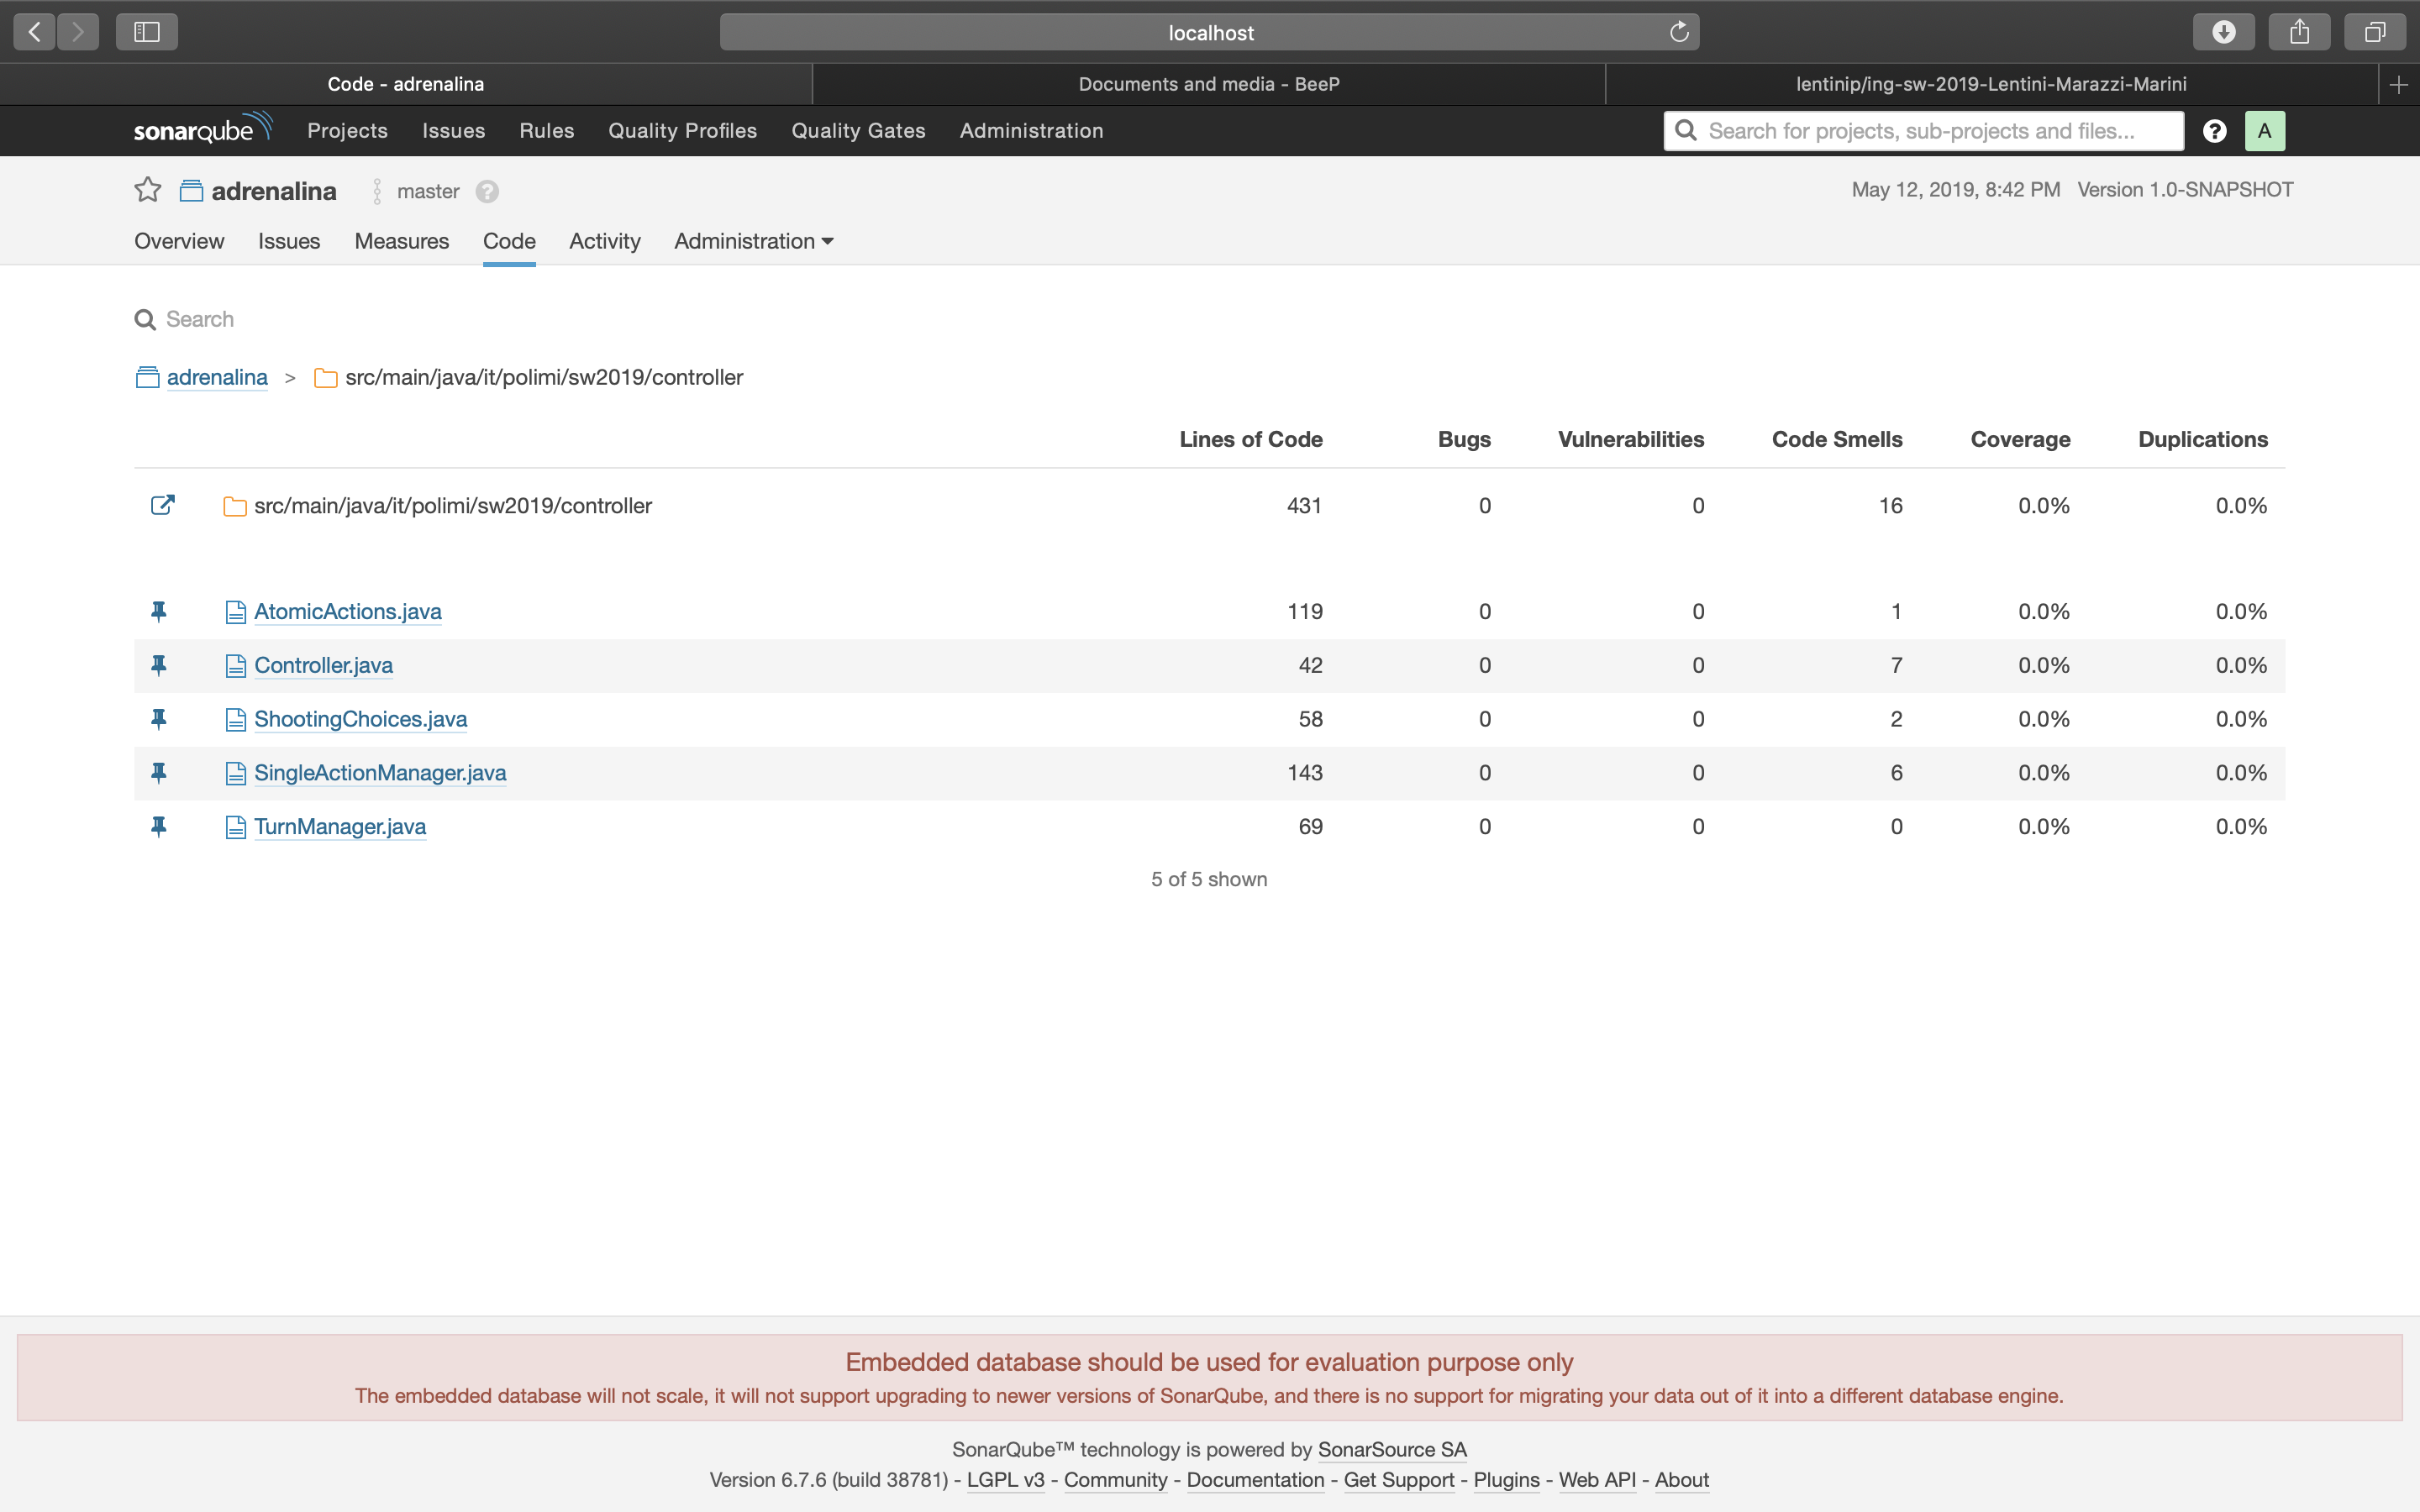 localhost
Code - adrenalina
Documents and media - BeeP
lentinip/ing-sw-2019-Lentini-Marazzi-Marini
sonarqube Projects Issues Rules Quality Profiles Quality Gates Administration Search for projects, sub-projects and files... ? A
adrenalina master ? May 12, 2019, 8:42 PM Version 1.0-SNAPSHOT
Overview Issues Measures Code Activity Administration
Search
adrenalina > src/main/java/it/polimi/sw2019/controller
Lines of Code Bugs Vulnerabilities Code Smells Coverage Duplications
src/main/java/it/polimi/sw2019/controller 431 0 0 16 0.0% 0.0%
AtomicActions.java 119 0 0 1 0.0% 0.0%
Controller.java 42 0 0 7 0.0% 0.0%
ShootingChoices.java 58 0 0 2 0.0% 0.0%
SingleActionManager.java 143 0 0 6 0.0% 0.0%
TurnManager.java 69 0 0 0 0.0% 0.0%
5 of 5 shown
Embedded database should be used for evaluation purpose only
The embedded database will not scale, it will not support upgrading to newer versions of SonarQube, and there is no support for migrating your data out of it into a different database engine.
SonarQube™ technology is powered by SonarSource SA
Version 6.7.6 (build 38781) - LGPL v3 - Community - Documentation - Get Support - Plugins - Web API - About